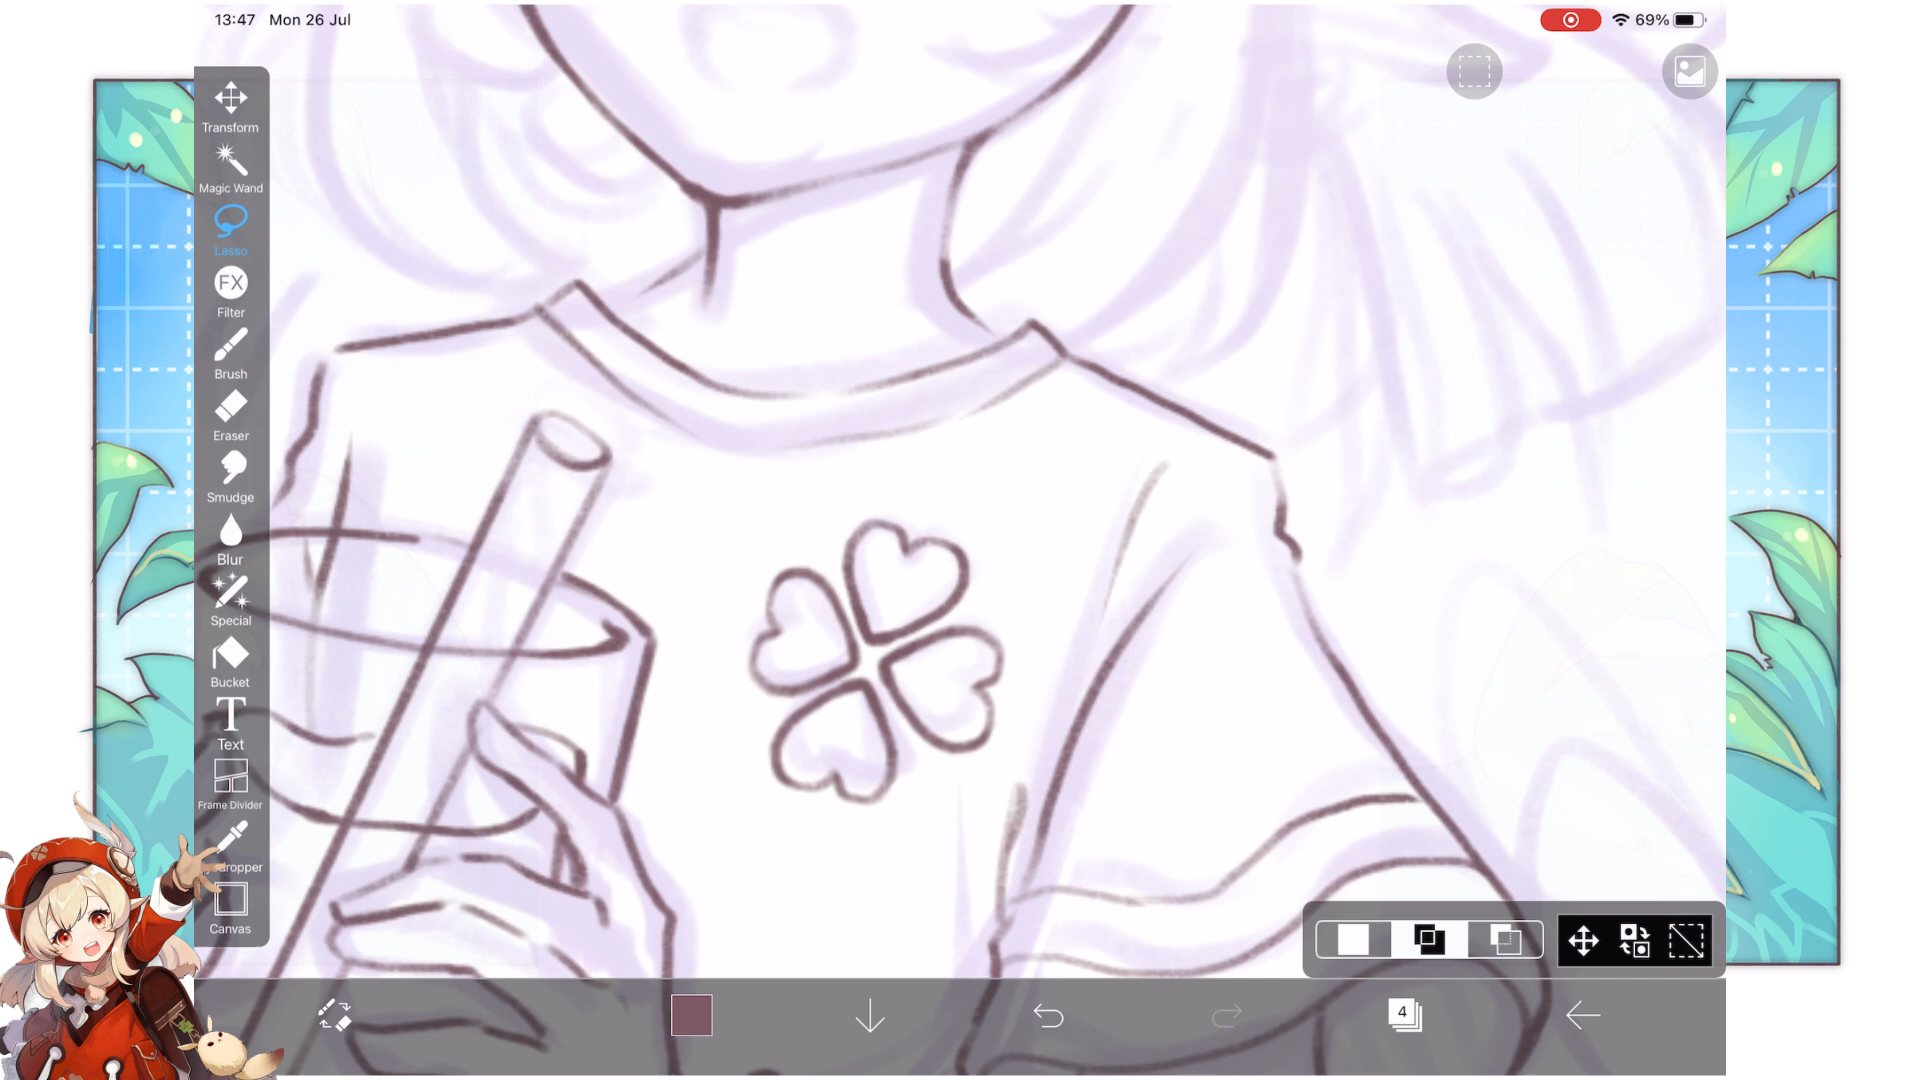 13:47 Mon 26 Jul
69%
Transform
Magic Wand
Lasso
FX
Filter
Brush
Eraser
Smudge
Blur
Special
Bucket
T
Text
Frame Divider
dropper
Canvas
4